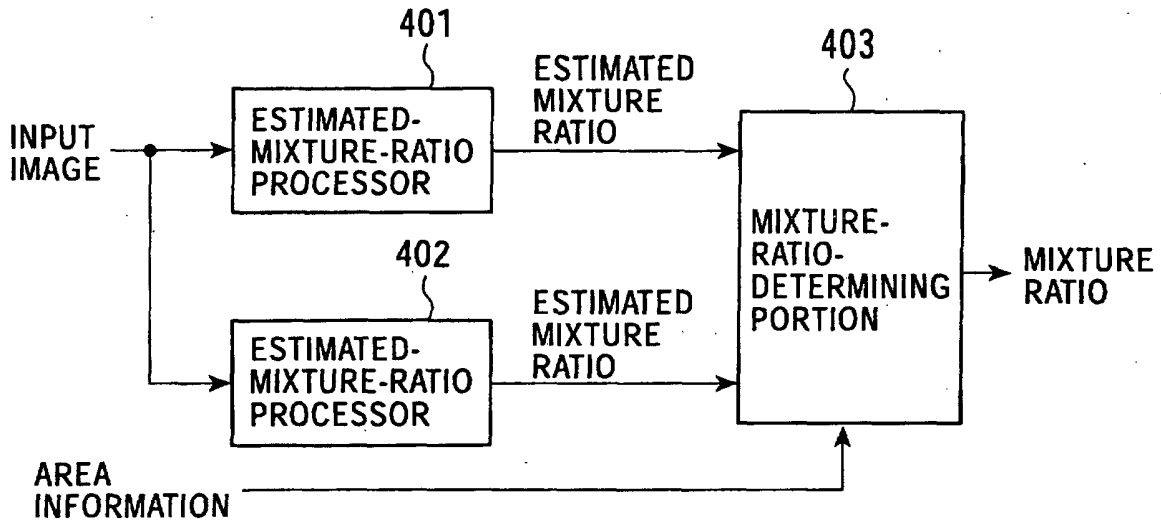 401
ESTIMATED
MIXTURE
RATIO
403
INPUT
IMAGE
ESTIMATED-
MIXTURE-RATIO
PROCESSOR
402
ESTIMATED
MIXTURE
RATIO
ESTIMATED-
MIXTURE-RATIO
PROCESSOR
MIXTURE-
RATIO-
DETERMINING
PORTION
MIXTURE
RATIO
AREA
INFORMATION